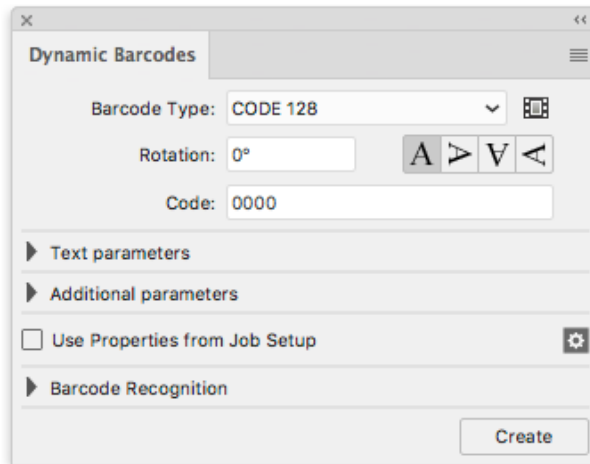 Dynamic Barcodes
Barcode Type: CODE 128
Rotation: 0° A A A A
Code: 0000
Text parameters
Additional parameters
Use Properties from Job Setup
Barcode Recognition
Create